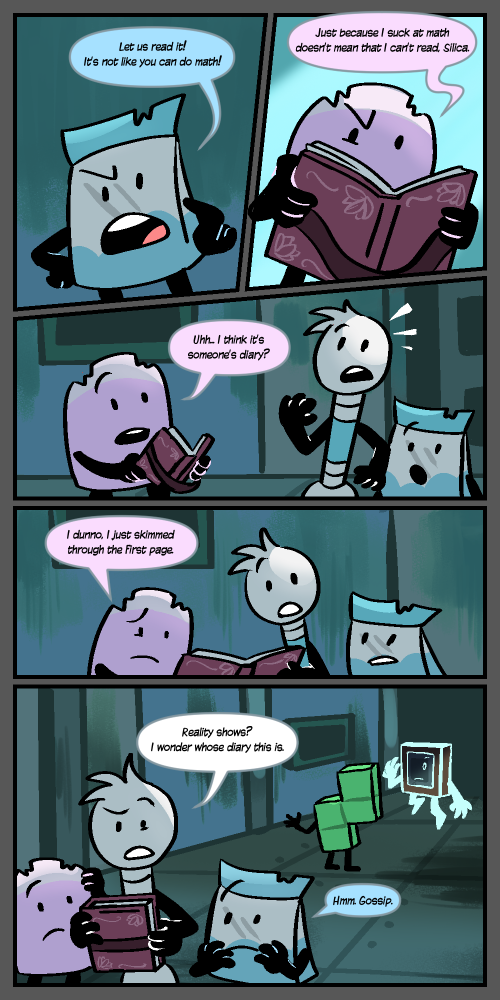 Let us read it!
It's not like you can do math!
Just because I suck at math
doesn't mean that I can't read, Silica.
Uhh... I think it's
someone's diary?
I dunno, I just skimmed
through the first page.
Reality shows?
I wonder whose diary this is.
Hmm. Gossip.